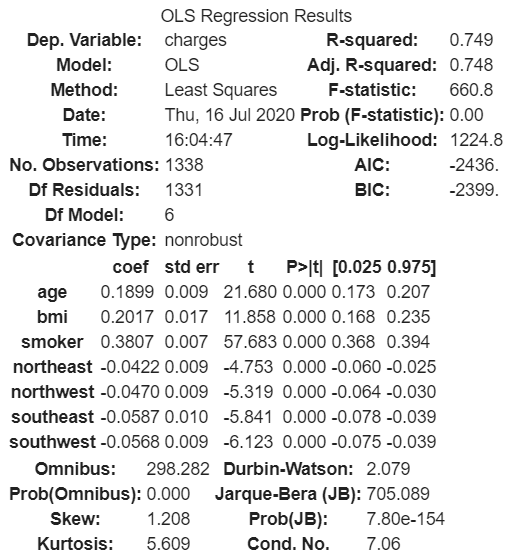 OLS Regression Results
Dep. Variable: charges R-squared: 0.749
Model: OLS Adj. R-squared: 0.748
Method: Least Squares F-statistic: 660.8
Date: Thu, 16 Jul 2020 Prob (F-statistic): 0.00
Time: 16:04:47 Log-Likelihood: 1224.8
No. Observations: 1338 AIC: -2436.
Df Residuals: 1331 BIC: -2399.
Df Model: 6
Covariance Type: nonrobust
coef std err t P>|t| [0.025 0.975]
age 0.1899 0.009 21.680 0.000 0.173 0.207
bmi 0.2017 0.017 11.858 0.000 0.168 0.235
smoker 0.3807 0.007 57.683 0.000 0.368 0.394
northeast -0.0422 0.009 -4.753 0.000 -0.060 -0.025
northwest -0.0470 0.009 -5.319 0.000 -0.064 -0.030
southeast -0.0587 0.010 -5.841 0.000 -0.078 -0.039
southwest -0.0568 0.009 -6.123 0.000 -0.075 -0.039
Omnibus: 298.282 Durbin-Watson: 2.079
Prob(Omnibus): 0.000 Jarque-Bera (JB): 705.089
Skew: 1.208 Prob(JB): 7.80e-154
Kurtosis: 5.609 Cond. No. 7.06